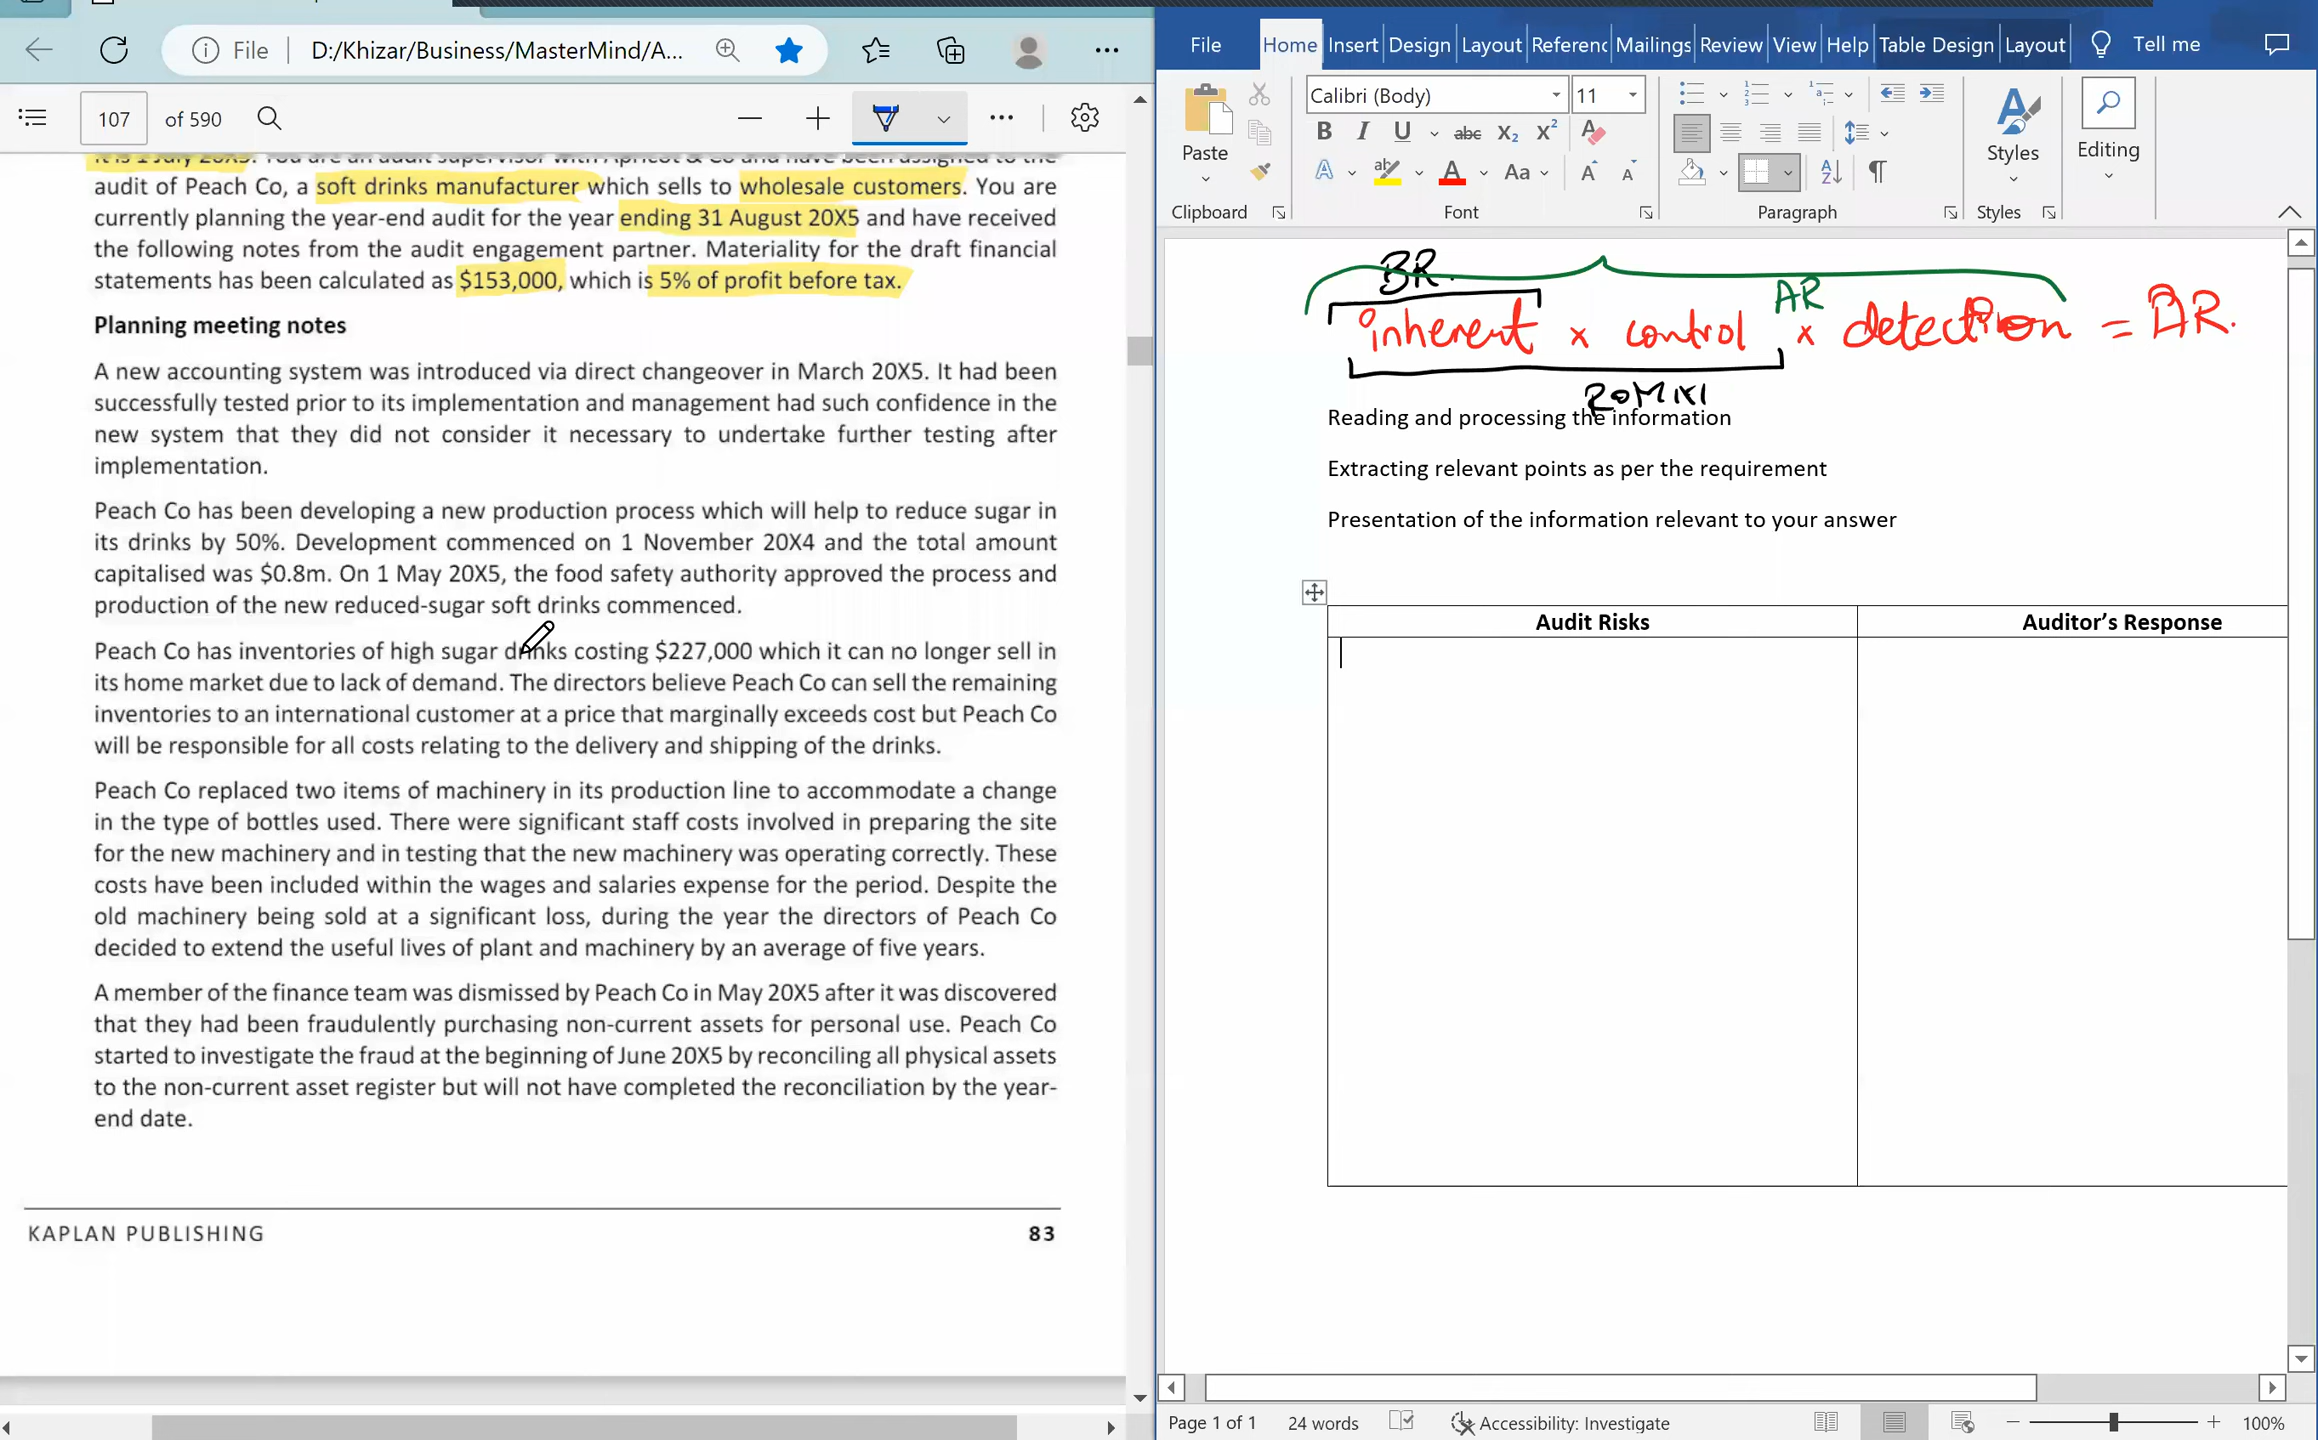 File D:/Khizar/Business/MasterMind/A...
107 of 590
It is 1 July 20X5. You are an audit supervisor with Apricot & Co and have been assigned to the
audit of Peach Co, a soft drinks manufacturer which sells to wholesale customers. You are
currently planning the year-end audit for the year ending 31 August 20X5 and have received
the following notes from the audit engagement partner. Materiality for the draft financial
statements has been calculated as $153,000, which is 5% of profit before tax.
Planning meeting notes
A new accounting system was introduced via direct changeover in March 20X5. It had been
successfully tested prior to its implementation and management had such confidence in the
new system that they did not consider it necessary to undertake further testing after
implementation.
Peach Co has been developing a new production process which will help to reduce sugar in
its drinks by 50%. Development commenced on 1 November 20X4 and the total amount
capitalised was $0.8m. On 1 May 20X5, the food safety authority approved the process and
production of the new reduced-sugar soft drinks commenced.
Peach Co has inventories of high sugar drinks costing $227,000 which it can no longer sell in
its home market due to lack of demand. The directors believe Peach Co can sell the remaining
inventories to an international customer at a price that marginally exceeds cost but Peach Co
will be responsible for all costs relating to the delivery and shipping of the drinks.
Peach Co replaced two items of machinery in its production line to accommodate a change
in the type of bottles used. There were significant staff costs involved in preparing the site
for the new machinery and in testing that the new machinery was operating correctly. These
costs have been included within the wages and salaries expense for the period. Despite the
old machinery being sold at a significant loss, during the year the directors of Peach Co
decided to extend the useful lives of plant and machinery by an average of five years.
A member of the finance team was dismissed by Peach Co in May 20X5 after it was discovered
that they had been fraudulently purchasing non-current assets for personal use. Peach Co
started to investigate the fraud at the beginning of June 20X5 by reconciling all physical assets
to the non-current asset register but will not have completed the reconciliation by the year-
end date.
KAPLAN PUBLISHING 83
File Home Insert Design Layout Referenc Mailings Review View Help Table Design Layout Tell me
Calibri (Body) 11
Paste
Styles
Editing
Clipboard Font Paragraph Styles
BR.
AR
inherent × control × detection = AR.
ROMM
Reading and processing the information
Extracting relevant points as per the requirement
Presentation of the information relevant to your answer
Audit Risks Auditor's Response
Page 1 of 1 24 words Accessibility: Investigate 100%